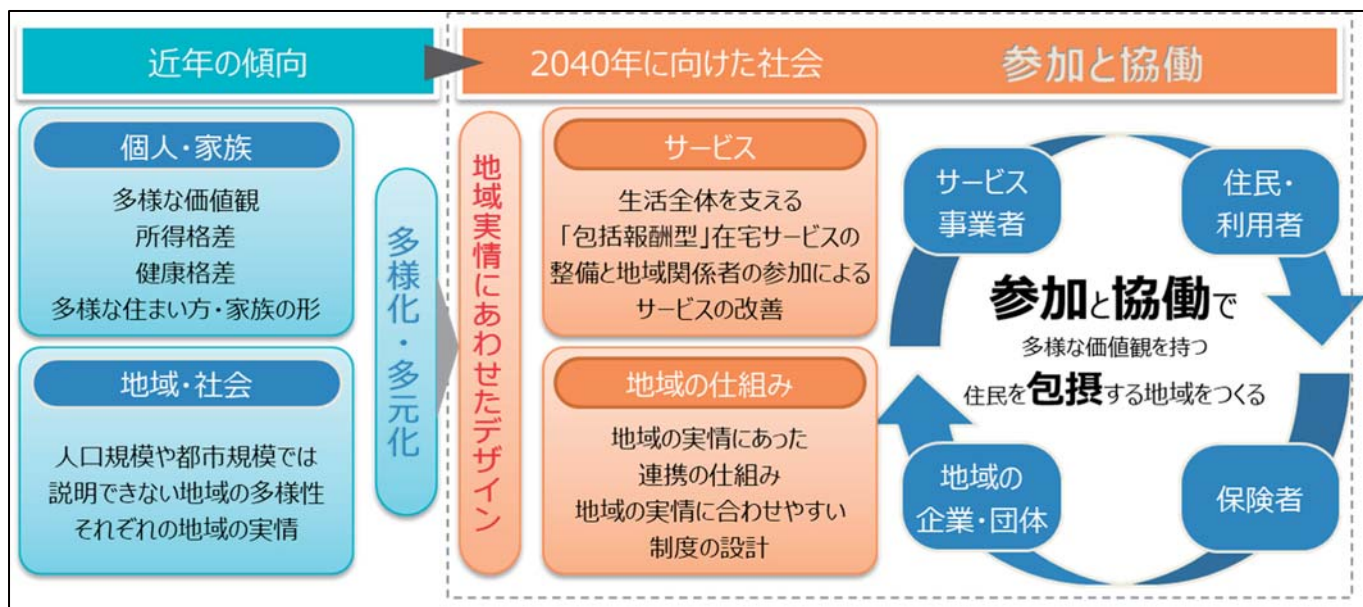 近年の傾向
2040年に向けた社会
参加と協働
個人・家族
多様な価値観
所得格差
健康格差
多様な住まい方・家族の形
地域・社会
人口規模や都市規模では
説明できない地域の多様性
それぞれの地域の実情
多様化・多元化
地域実情にあわせたデザイン
サービス
生活全体を支える
「包括報酬型」在宅サービスの
整備と地域関係者の参加による
サービスの改善
地域の仕組み
地域の実情にあった
連携の仕組み
地域の実情に合わせやすい
制度の設計
サービス
事業者
住民・
利用者
参加と協働で
多様な価値観を持つ
住民を包摂する地域をつくる
地域の
企業・団体
保険者